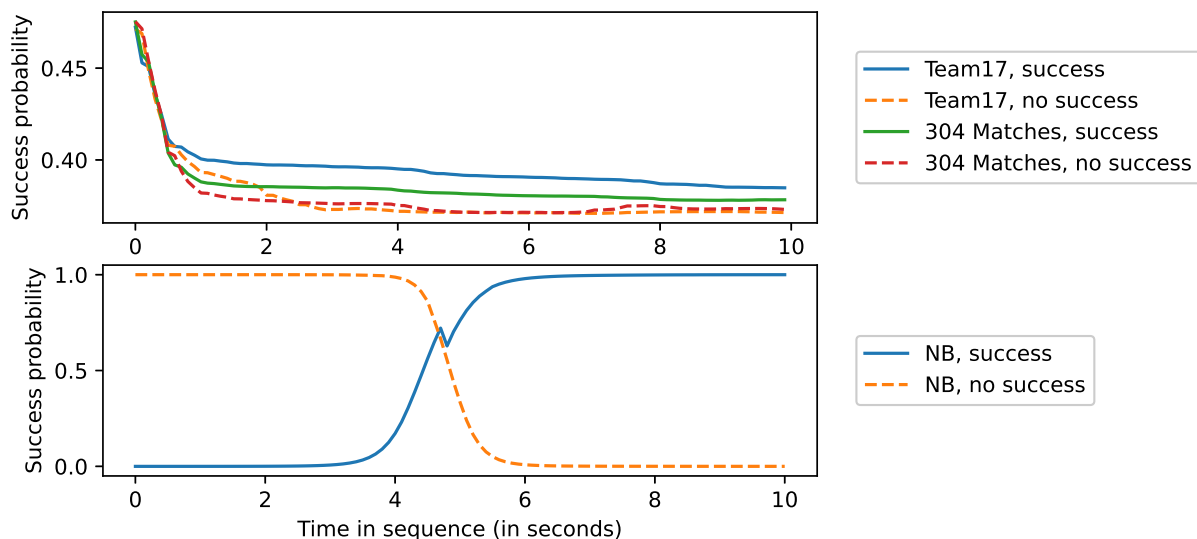 Success probability
0.45
0.40
0 2 4 6 8 10
Team17, success
Team17, no success
304 Matches, success
304 Matches, no success
Success probability
1.0
0.5
0.0
0 2 4 6 8 10
Time in sequence (in seconds)
NB, success
NB, no success